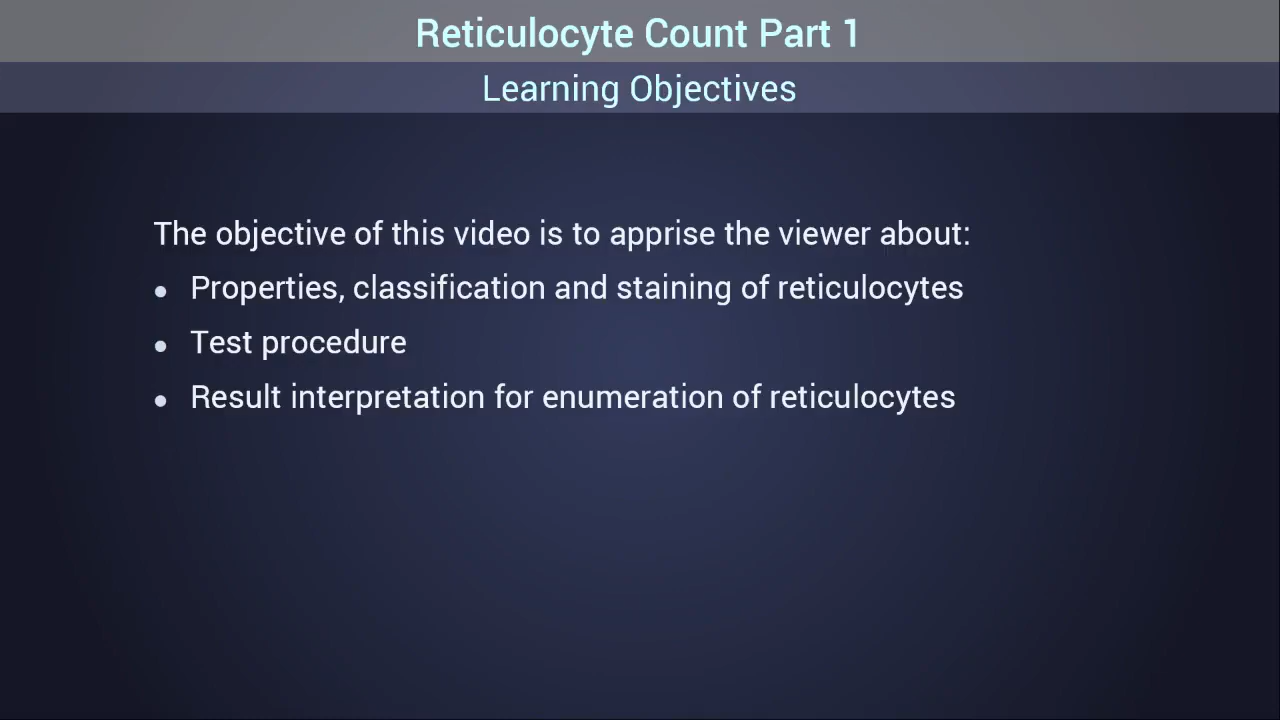 Reticulocyte Count Part 1
Learning Objectives
The objective of this video is to apprise the viewer about:
• Properties, classification and staining of reticulocytes
• Test procedure
• Result interpretation for enumeration of reticulocytes